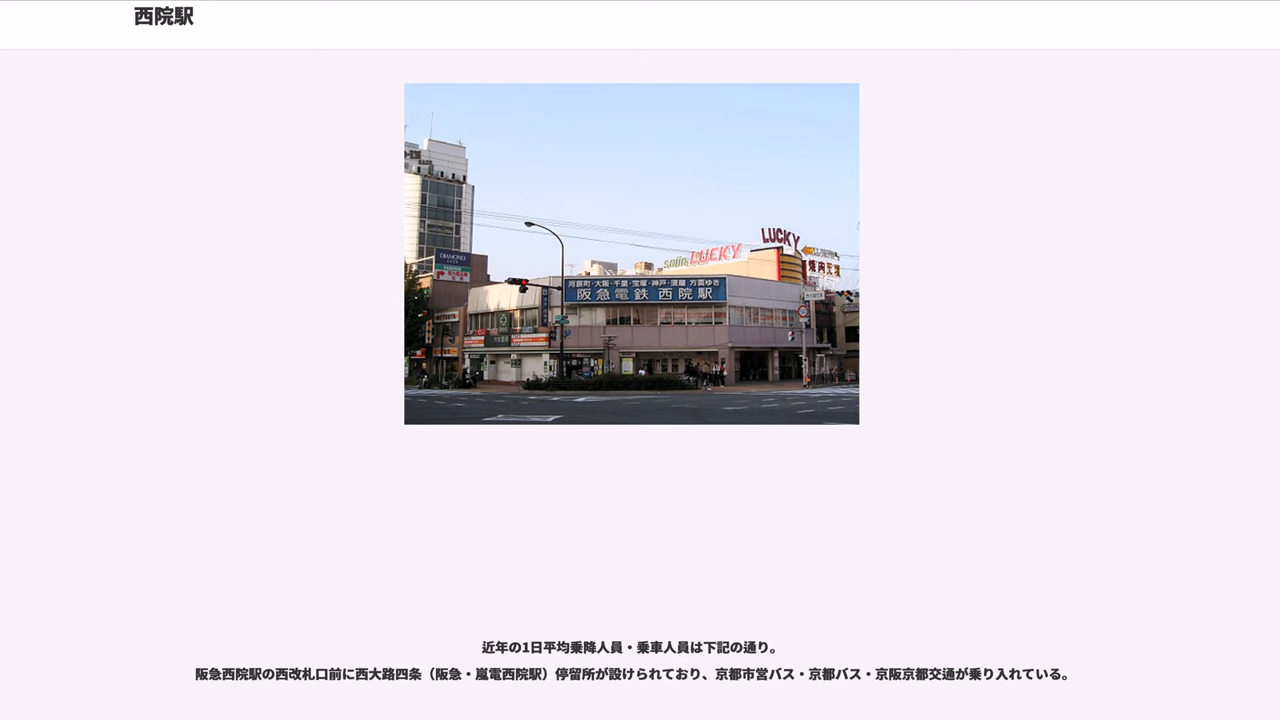 西院駅
LUCKY
saiin LUCKY
DIAMOND
河原町・大阪・千里・宝塚・神戸・須磨 方面ゆき
阪急電鉄 西院駅
近年の1日平均乗降人員・乗車人員は下記の通り。
阪急西院駅の西改札口前に西大路四条（阪急・嵐電西院駅）停留所が設けられており、京都市営バス・京都バス・京阪京都交通が乗り入れている。